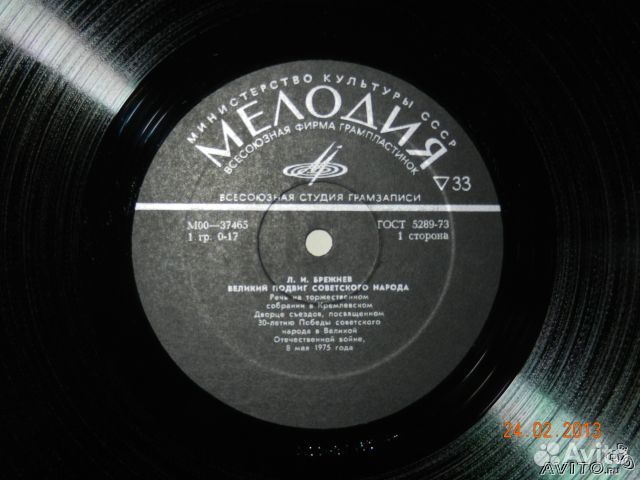 МИНИСТЕРСТВО КУЛЬТУРЫ СССР
МЕЛОДИЯ
ВСЕСОЮЗНАЯ ФИРМА ГРАМПЛАСТИНОК
▽33
ВСЕСОЮЗНАЯ СТУДИЯ ГРАМЗАПИСИ
М00—37465 ГОСТ 5289-73
1 гр. 0-17 1 сторона
Л. И. БРЕЖНЕВ
ВЕЛИКИЙ ПОДВИГ СОВЕТСКОГО НАРОДА
Речь на торжественном
собрании в Кремлевском
Дворце съездов, посвященном
30-летию Победы советского
народа в Великой
Отечественной войне,
8 мая 1975 года
24.02.2013
Avito
AVITO.ru